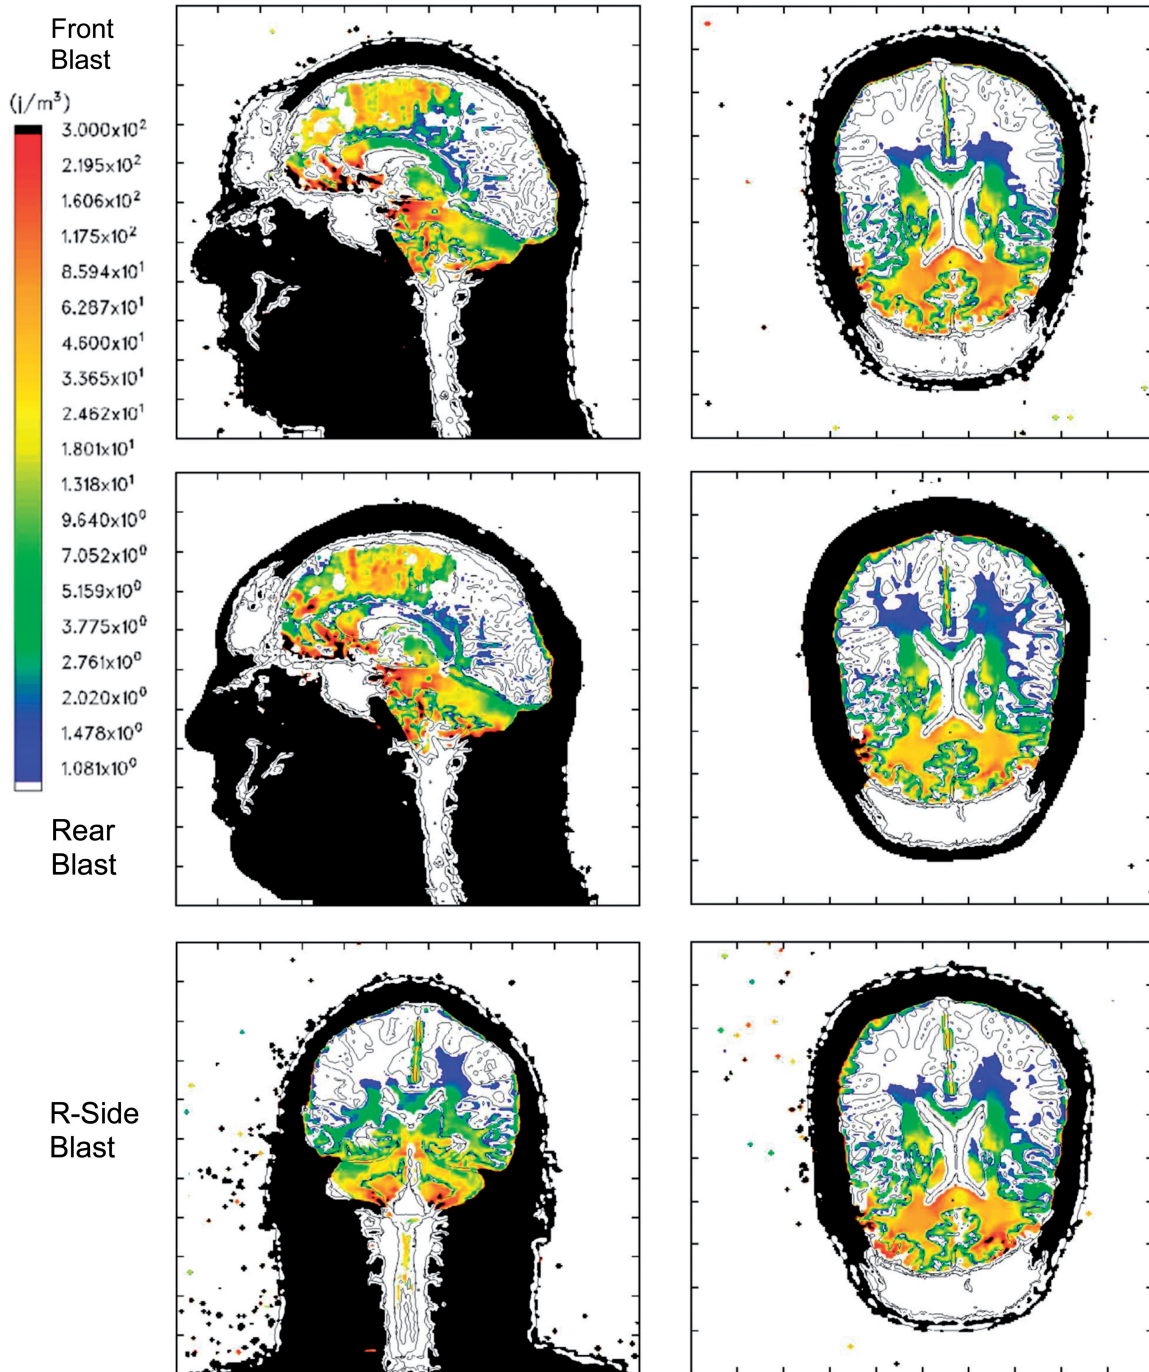 Front
Blast
(j/m³)
3.000x10²
2.195x10²
1.606x10²
1.175x10²
8.594x10¹
6.287x10¹
4.600x10¹
3.365x10¹
2.462x10¹
1.801x10¹
1.318x10¹
9.640x10⁰
7.052x10⁰
5.159x10⁰
3.775x10⁰
2.761x10⁰
2.020x10⁰
1.478x10⁰
1.081x10⁰
Rear
Blast
R-Side
Blast